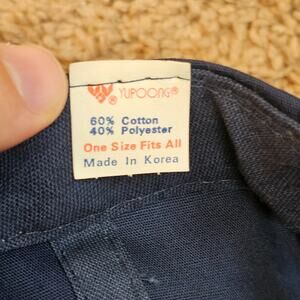 YUPOONG®
®
60% Cotton
40% Polyester
One Size Fits All
Made In Korea